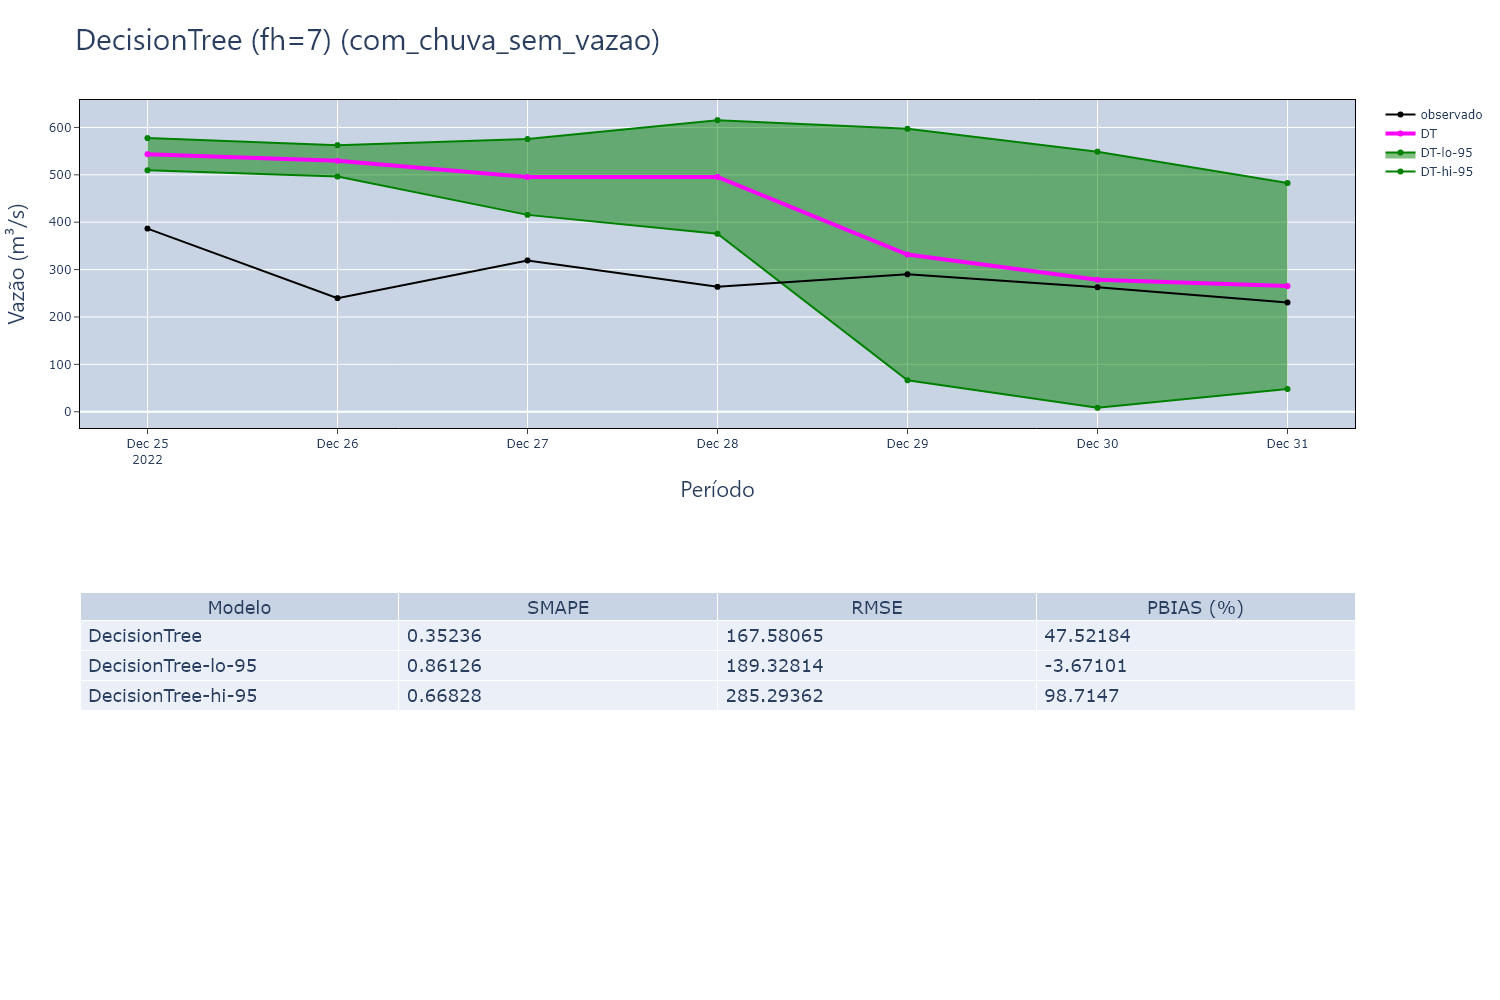 DecisionTree (fh=7) (com_chuva_sem_vazao)
observado
DT
DT-lo-95
DT-hi-95
Vazão (m³/s)
600
500
400
300
200
100
0
Dec 25
2022
Dec 26
Dec 27
Dec 28
Dec 29
Dec 30
Dec 31
Período
Modelo SMAPE RMSE PBIAS (%)
DecisionTree 0.35236 167.58065 47.52184
DecisionTree-lo-95 0.86126 189.32814 -3.67101
DecisionTree-hi-95 0.66828 285.29362 98.7147